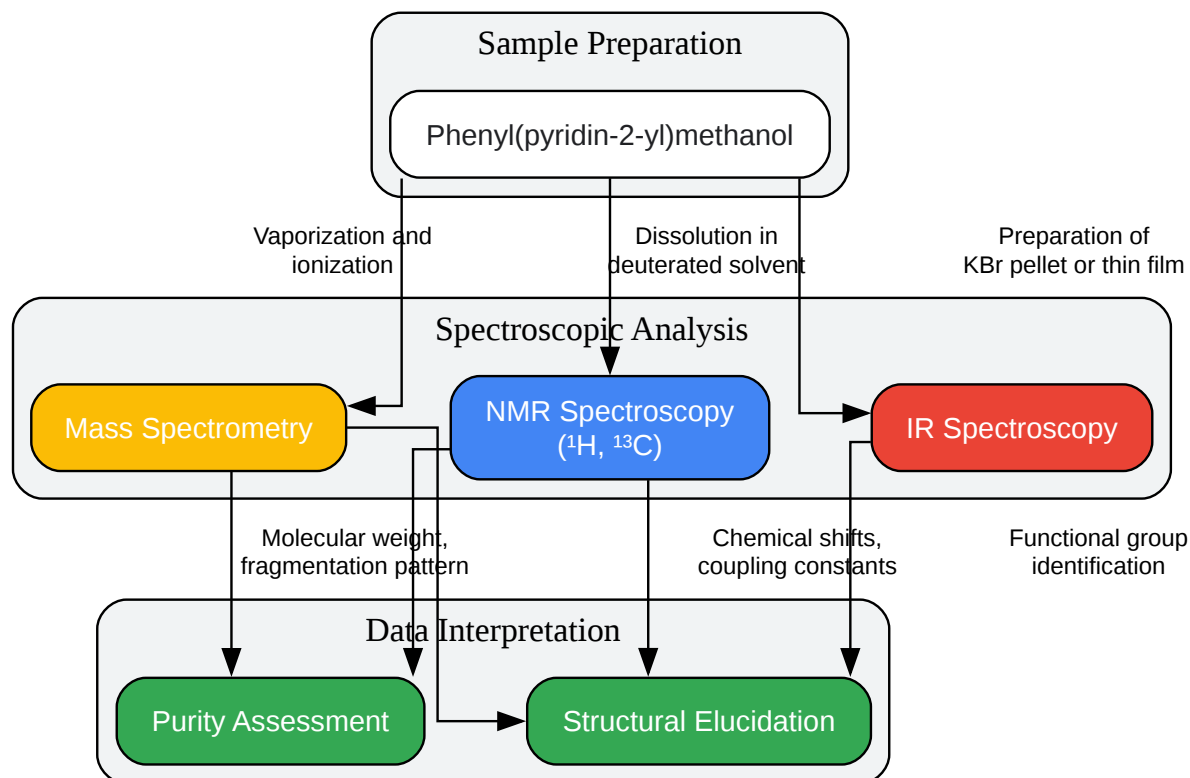 Sample Preparation
Phenyl(pyridin-2-yl)methanol
Vaporization and
ionization
Dissolution in
deuterated solvent
Preparation of
KBr pellet or thin film
Spectroscopic Analysis
Mass Spectrometry
NMR Spectroscopy
(¹H, ¹³C)
IR Spectroscopy
Molecular weight,
fragmentation pattern
Chemical shifts,
coupling constants
Functional group
identification
Data Interpretation
Purity Assessment
Structural Elucidation